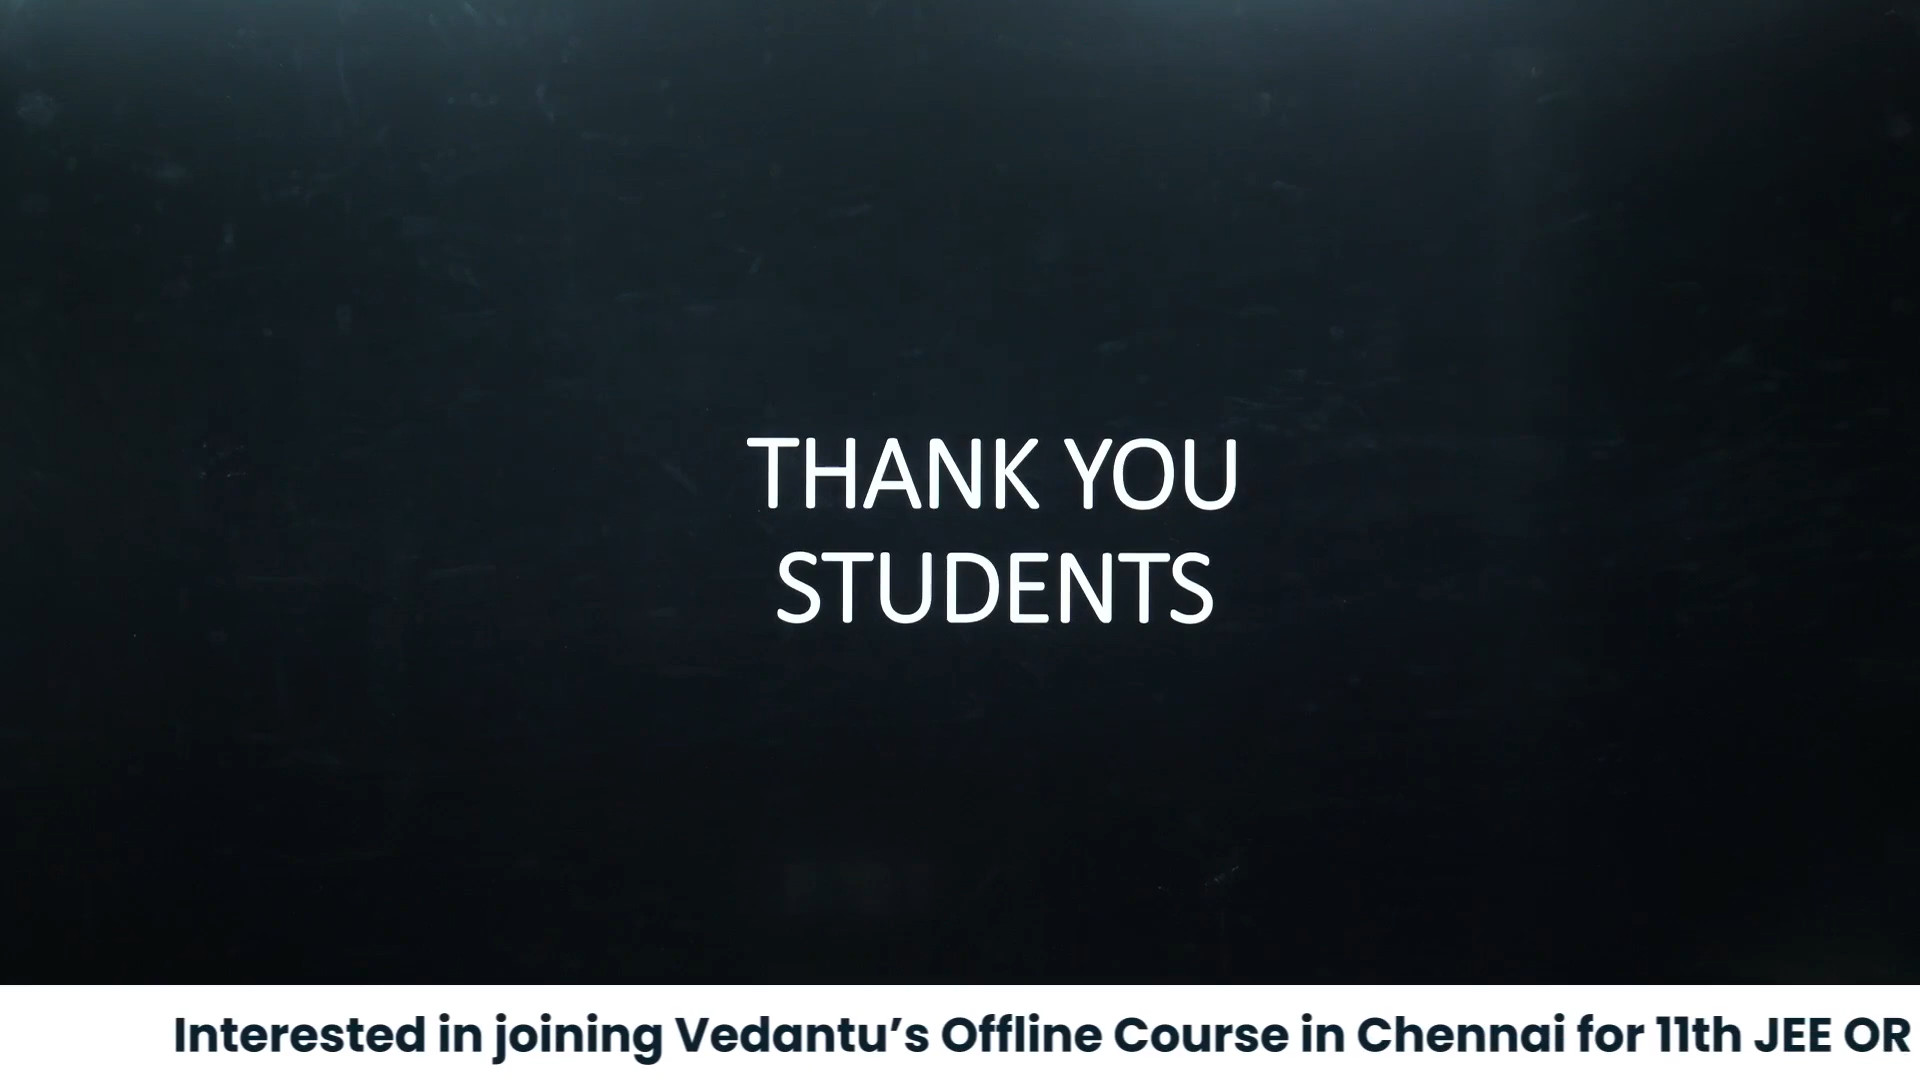 THANK YOU
STUDENTS
Interested in joining Vedantu’s Offline Course in Chennai for 11th JEE OR